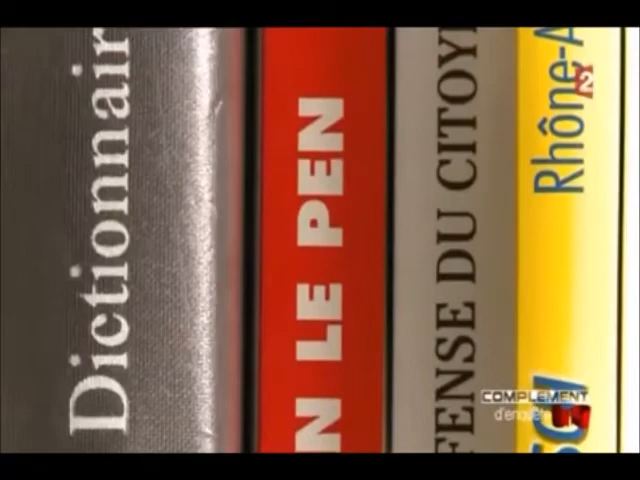 Dictionnair
N LE PEN
FENSE DU CITOY
Rhône-A
2
COMPLEMENT
d'enquête